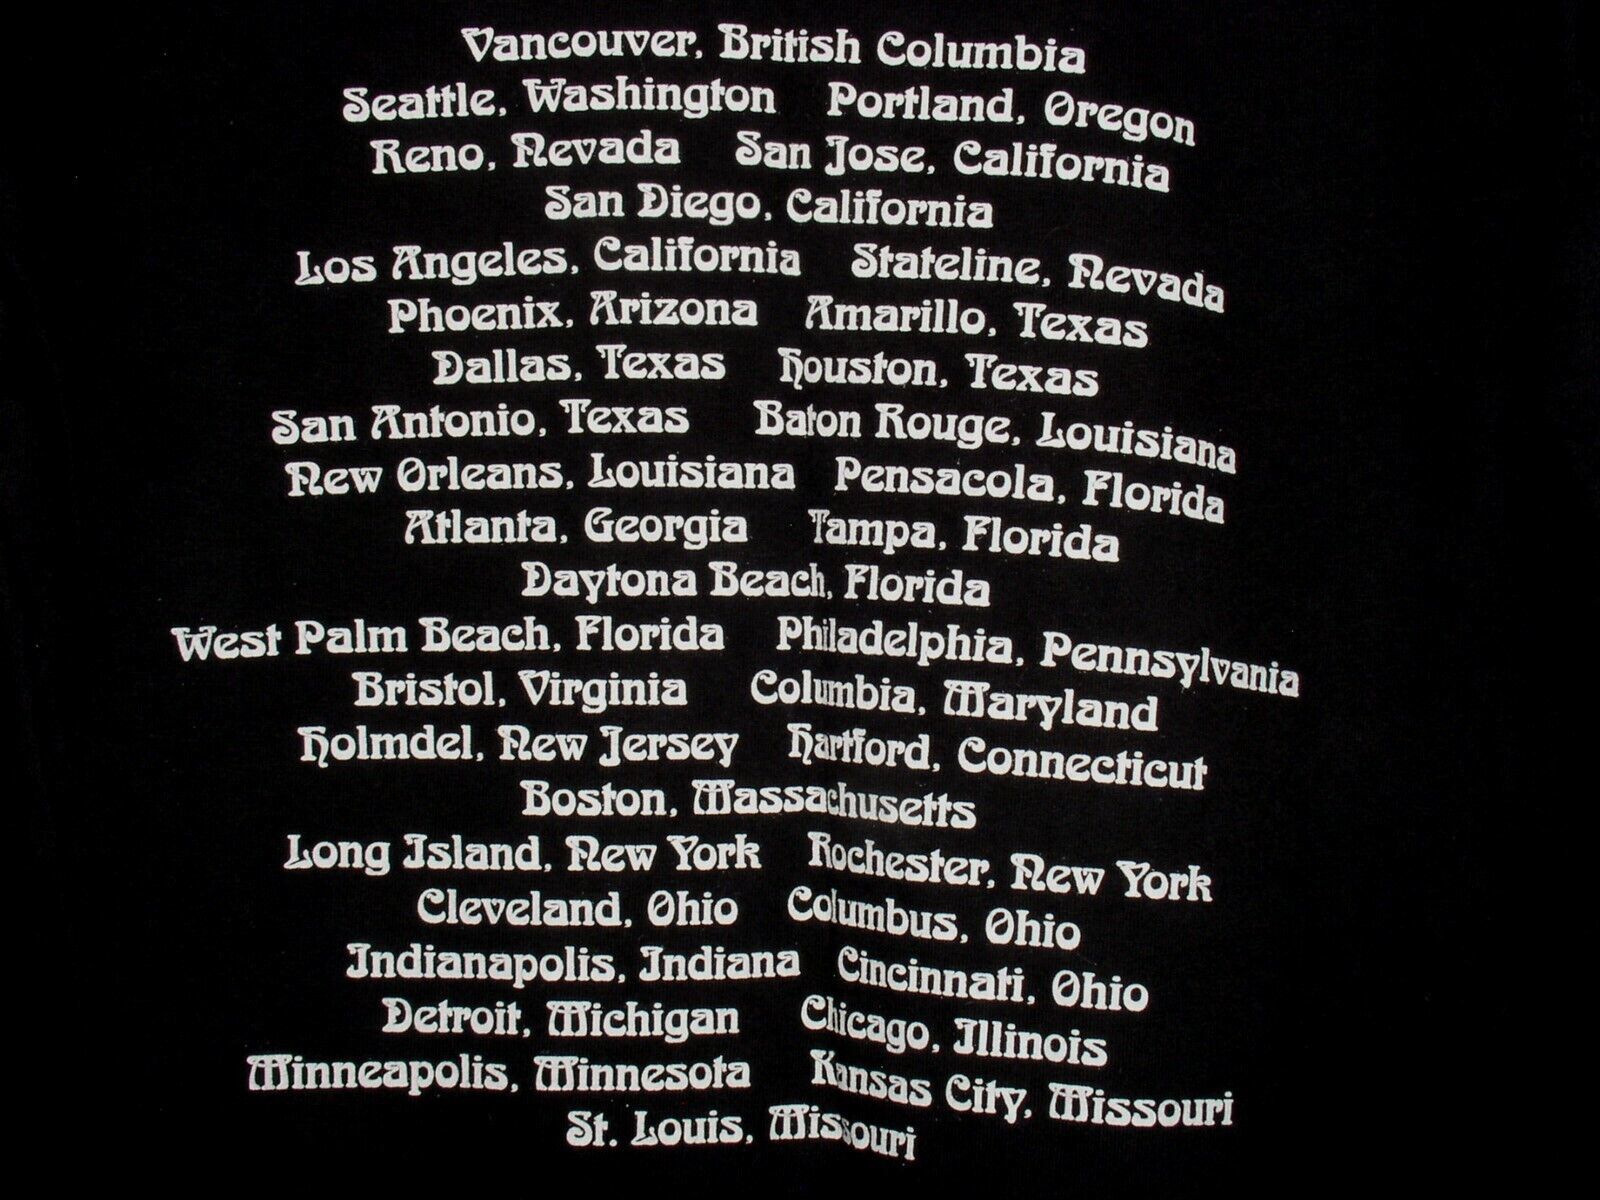 Vancouver, British Columbia
Seattle, Washington Portland, Oregon
Reno, Nevada San Jose, California
San Diego, California
Los Angeles, California Stateline, Nevada
Phoenix, Arizona Amarillo, Texas
Dallas, Texas Houston, Texas
San Antonio, Texas Baton Rouge, Louisiana
New Orleans, Louisiana Pensacola, Florida
Atlanta, Georgia Tampa, Florida
Daytona Beach, Florida
West Palm Beach, Florida Philadelphia, Pennsylvania
Bristol, Virginia Columbia, Maryland
Holmdel, New Jersey Hartford, Connecticut
Boston, Massachusetts
Long Island, New York Rochester, New York
Cleveland, Ohio Columbus, Ohio
Indianapolis, Indiana Cincinnati, Ohio
Detroit, Michigan Chicago, Illinois
Minneapolis, Minnesota Kansas City, Missouri
St. Louis, Missouri